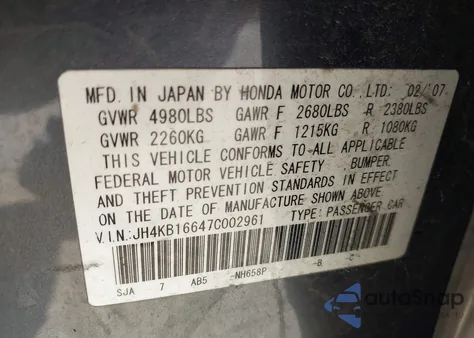 MFD. IN JAPAN BY HONDA MOTOR CO.,LTD: 02/'07
GVWR 4980LBS GAWR F 2680LBS R 2380LBS
GVWR 2260KG GAWR F 1215KG R 1080KG
THIS VEHICLE CONFORMS TO ALL APPLICABLE
FEDERAL MOTOR VEHICLE SAFETY, BUMPER,
AND THEFT PREVENTION STANDARDS IN EFFECT
ON THE DATE OF MANUFACTURE SHOWN ABOVE.
V.I.N: JH4KB16647C002961 TYPE: PASSENGER CAR
SJA 7 AB5 -NH658P -B -C-
autoSnap